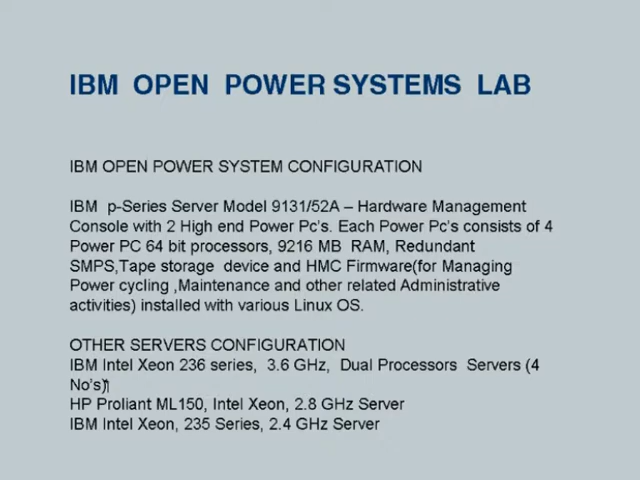 IBM OPEN POWER SYSTEMS LAB
IBM OPEN POWER SYSTEM CONFIGURATION
IBM p-Series Server Model 9131/52A – Hardware Management
Console with 2 High end Power Pc's. Each Power Pc's consists of 4
Power PC 64 bit processors, 9216 MB RAM, Redundant
SMPS,Tape storage device and HMC Firmware(for Managing
Power cycling ,Maintenance and other related Administrative
activities) installed with various Linux OS.
OTHER SERVERS CONFIGURATION
IBM Intel Xeon 236 series, 3.6 GHz, Dual Processors Servers (4
No's)
HP Proliant ML150, Intel Xeon, 2.8 GHz Server
IBM Intel Xeon, 235 Series, 2.4 GHz Server